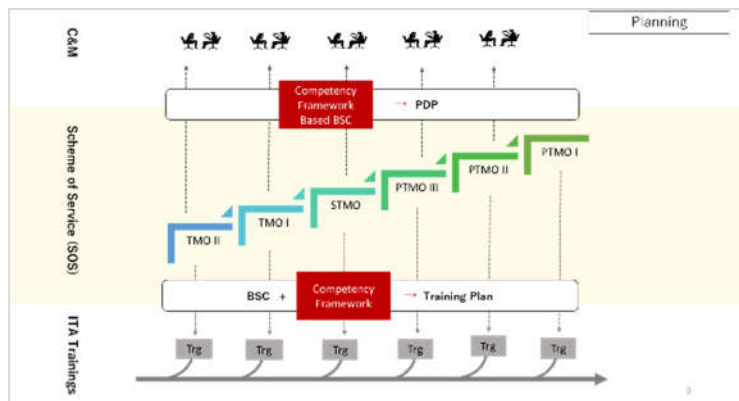 Planning
C&M
Competency
Framework
Based BSC
→ PDP
Scheme of Service (SOS)
PTMO I
PTMO II
PTMO III
STMO
TMO I
TMO II
BSC +
Competency
Framework
→ Training Plan
ITA Trainings
Trg
Trg
Trg
Trg
Trg
Trg